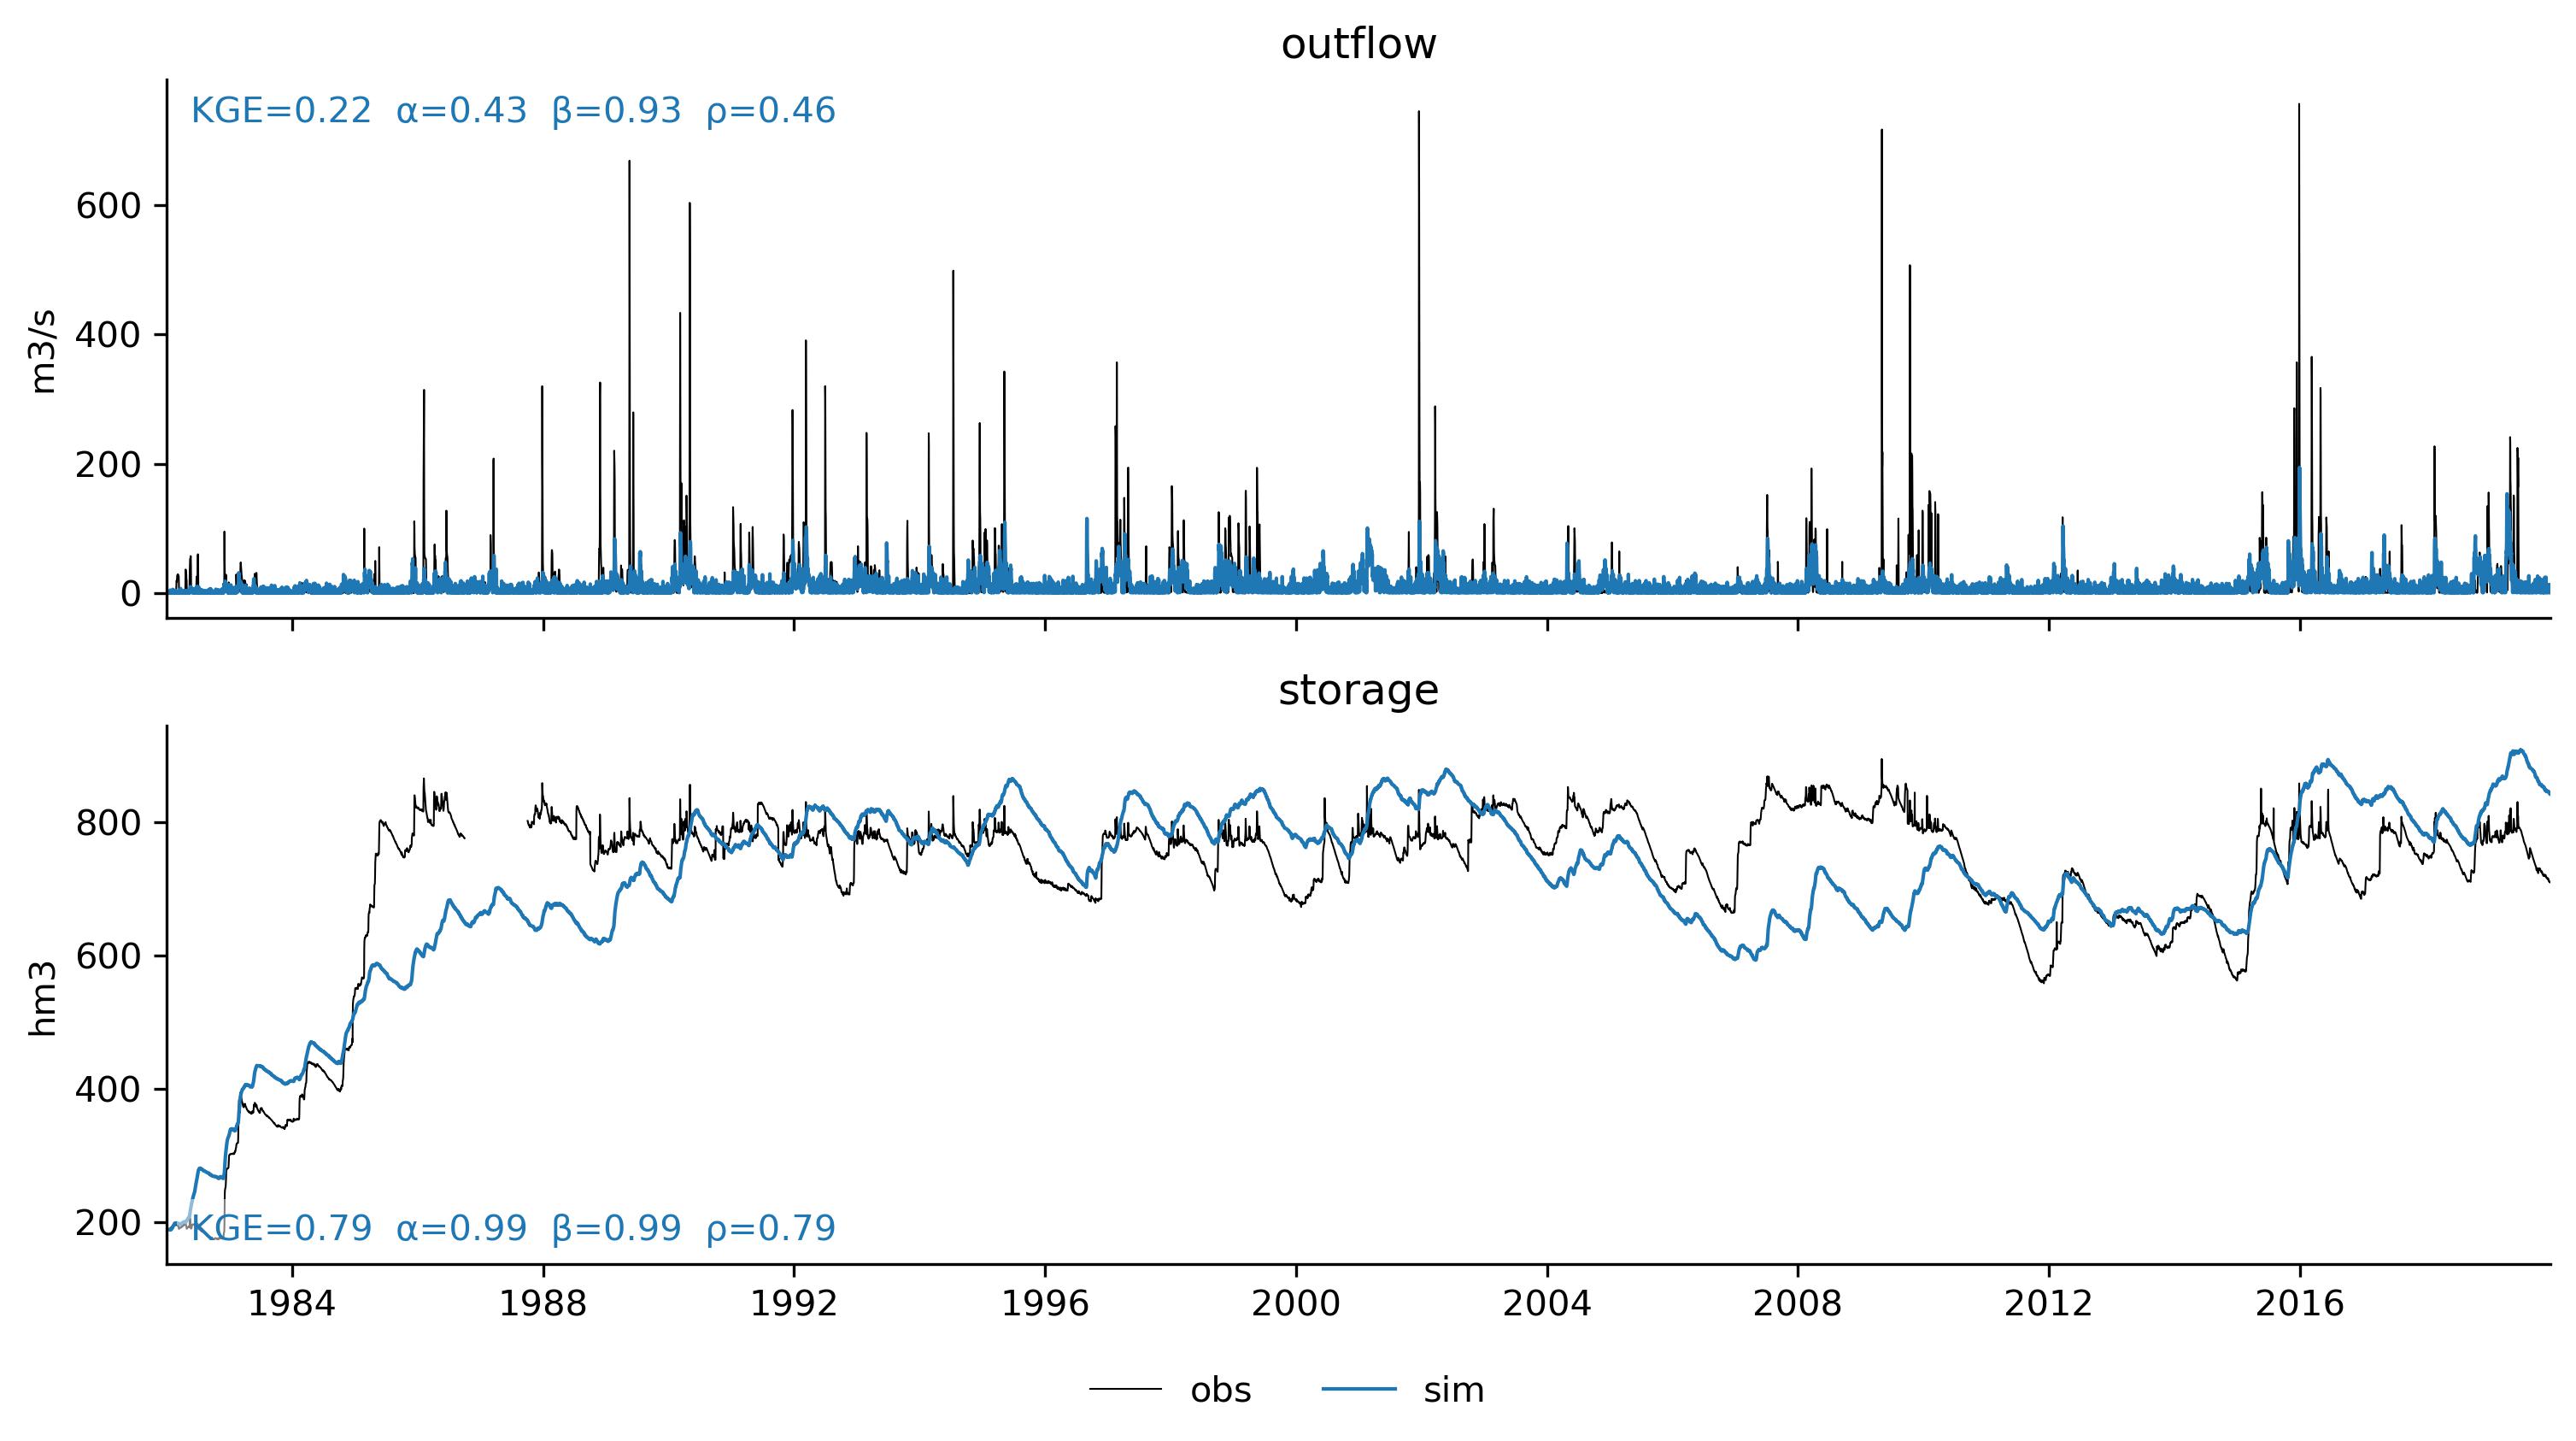 outflow
KGE=0.22 α=0.43 β=0.93 ρ=0.46
m3/s
600
400
200
0
storage
hm3
800
600
400
200
KGE=0.79 α=0.99 β=0.99 ρ=0.79
1984 1988 1992 1996 2000 2004 2008 2012 2016
obs sim